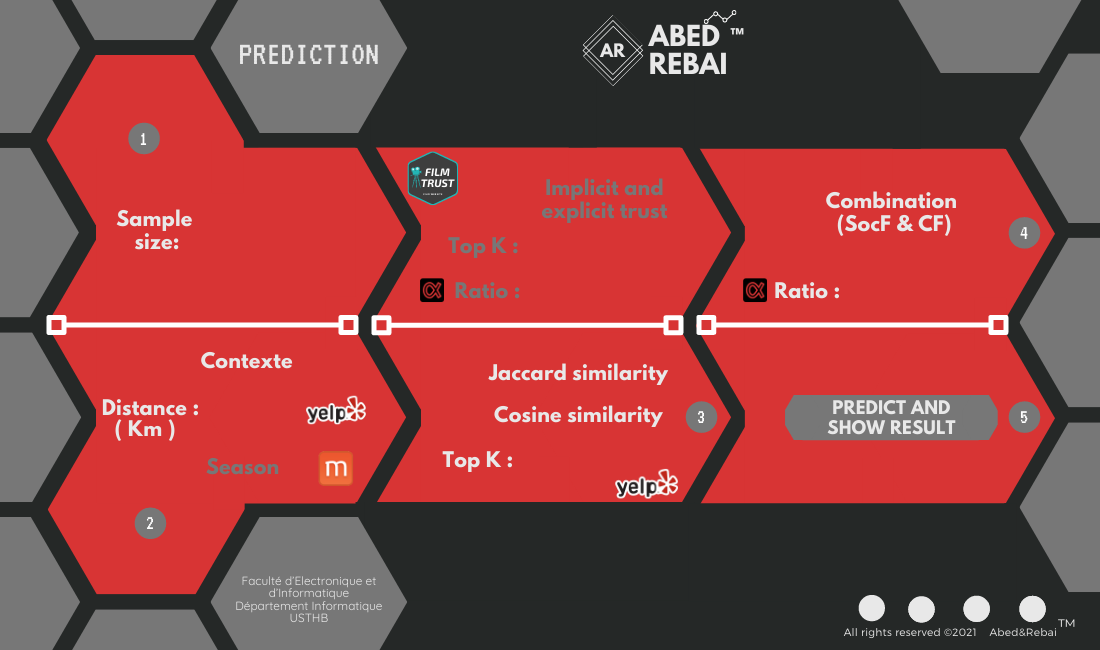 PREDICTION
AR
ABED ™
REBAI
1
Sample
size:
FILM
TRUST
Implicit and
explicit trust
Top K :
α Ratio :
Combination
(SocF & CF)
4
α Ratio :
Contexte
Distance :
( Km )
yelp
Season
m
2
Jaccard similarity
Cosine similarity
3
Top K :
yelp
PREDICT AND
SHOW RESULT
5
Faculté d'Electronique et
d'Informatique
Département Informatique
USTHB
All rights reserved ©2021 Abed&Rebai ™